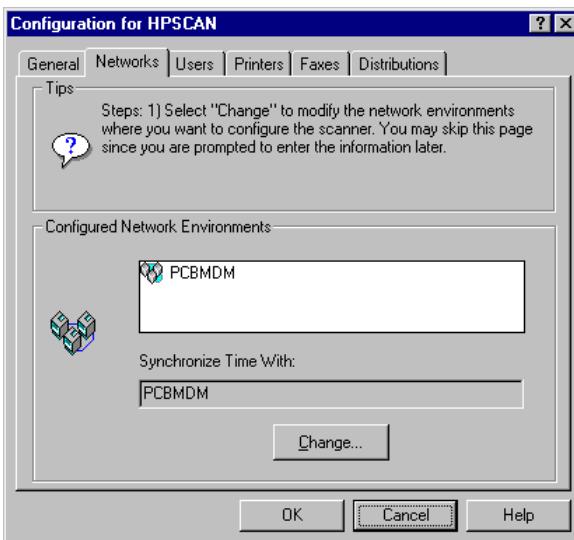 Configuration for HPSCAN
General Networks Users Printers Faxes Distributions
Tips
Steps: 1) Select "Change" to modify the network environments
where you want to configure the scanner. You may skip this page
since you are prompted to enter the information later.
Configured Network Environments
PCBMDM
Synchronize Time With:
PCBMDM
Change...
OK Cancel Help